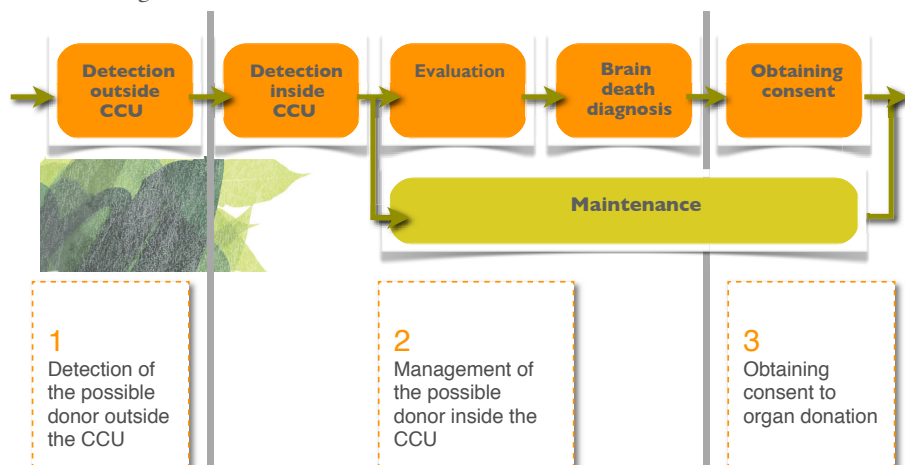 Detection
outside
CCU
Detection
inside
CCU
Evaluation
Brain
death
diagnosis
Obtaining
consent
Maintenance
1
Detection of
the possible
donor outside
the CCU
2
Management of
the possible
donor inside the
CCU
3
Obtaining
consent to
organ donation